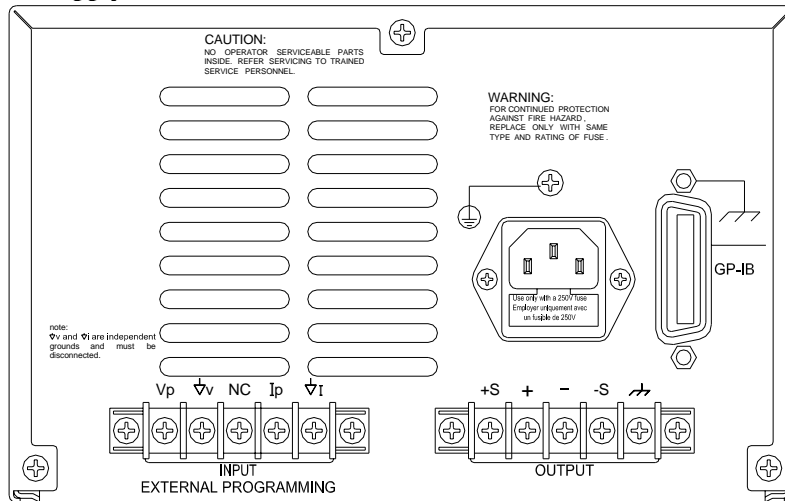 CAUTION:
NO OPERATOR SERVICEABLE PARTS
INSIDE. REFER SERVICING TO TRAINED
SERVICE PERSONNEL.
WARNING:
FOR CONTINUED PROTECTION
AGAINST FIRE HAZARD,
REPLACE ONLY WITH SAME
TYPE AND RATING OF FUSE.
GP-IB
Use only with a 250V fuse
Employer uniquement avec
un fusible de 250V
note:
v and i are independent
grounds and must be
disconnected.
Vp v NC Ip I
+S + - -S
INPUT
EXTERNAL PROGRAMMING
OUTPUT